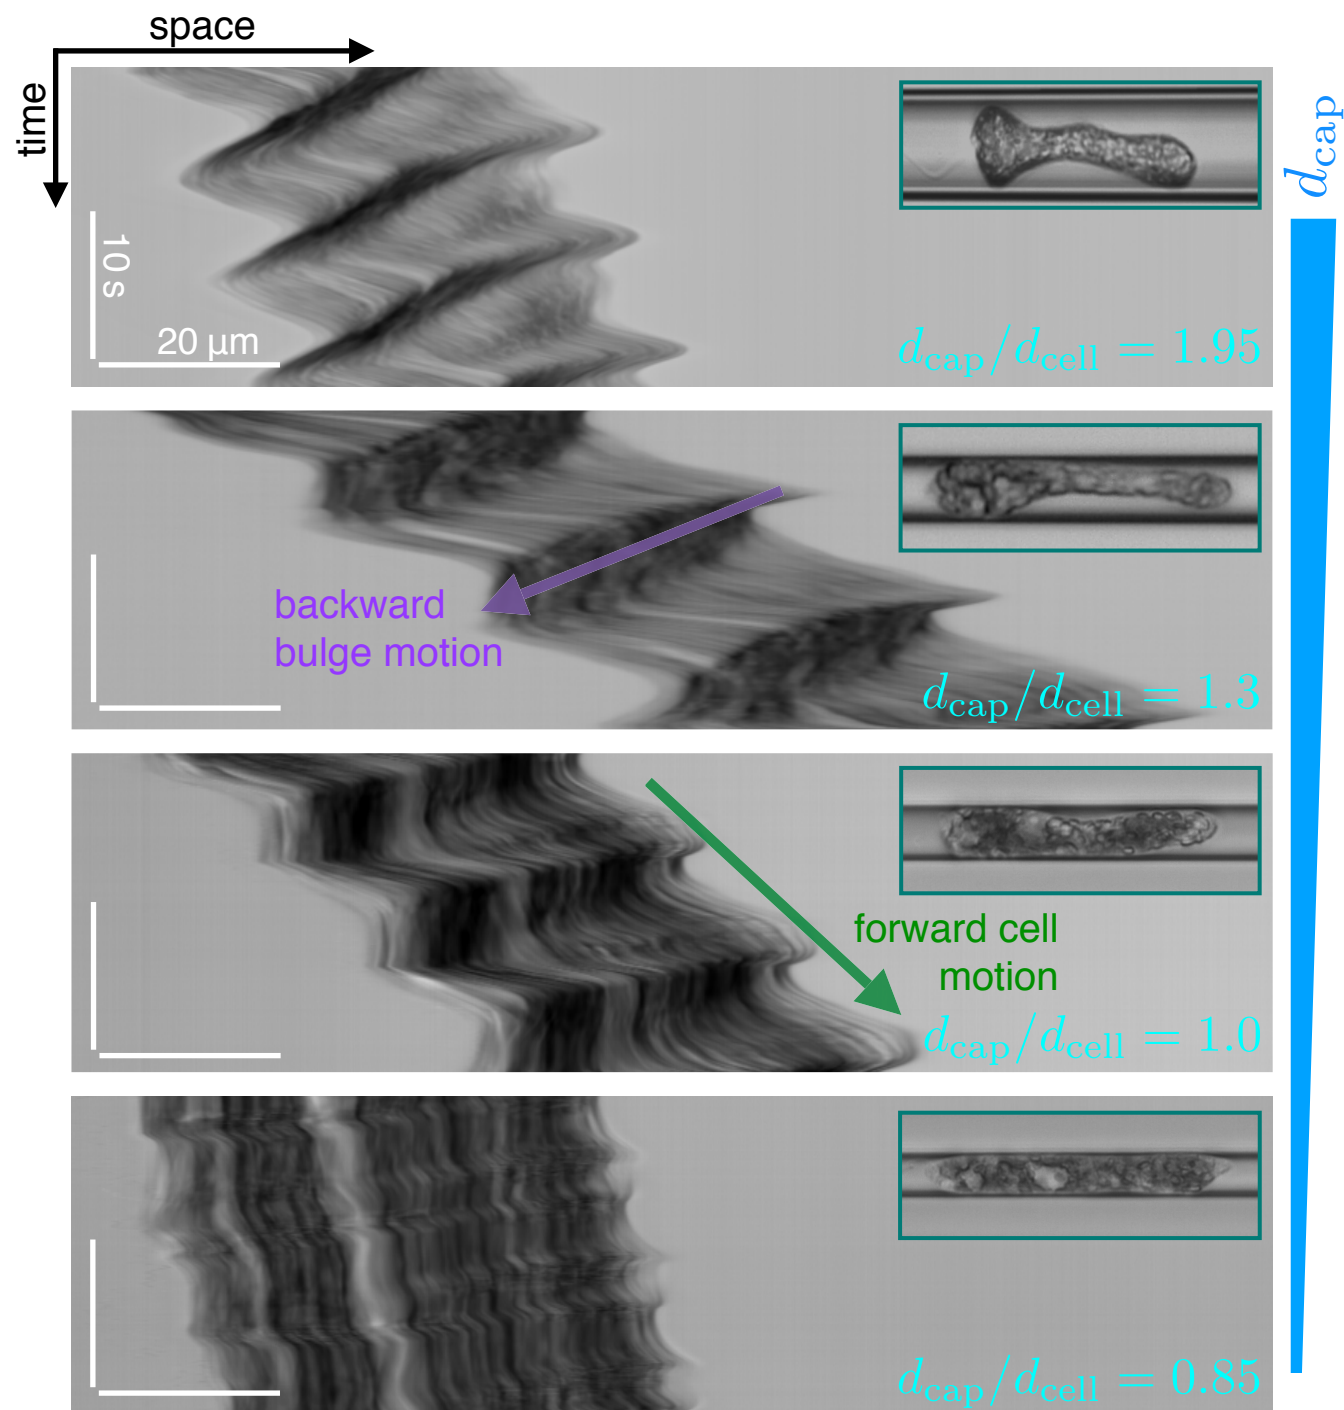 space
time
10 s
20 µm
d_cap/d_cell = 1.95
d_cap
backward
bulge motion
d_cap/d_cell = 1.3
forward cell
motion
d_cap/d_cell = 1.0
d_cap/d_cell = 0.85